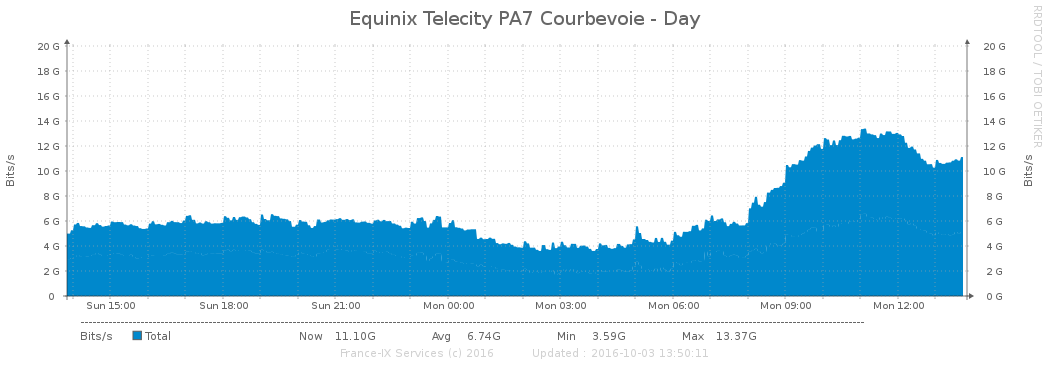 Equinix Telecity PA7 Courbevoie - Day
RRDTOOL / TOBI OETIKER
Bits/s
20 G 20 G
18 G 18 G
16 G 16 G
14 G 14 G
12 G 12 G
10 G 10 G
8 G 8 G
6 G 6 G
4 G 4 G
2 G 2 G
0 0 G
Bits/s
Sun 15:00 Sun 18:00 Sun 21:00 Mon 00:00 Mon 03:00 Mon 06:00 Mon 09:00 Mon 12:00
Bits/s Total Now 11.10G Avg 6.74G Min 3.59G Max 13.37G
France-IX Services (c) 2016 Updated : 2016-10-03 13:50:11